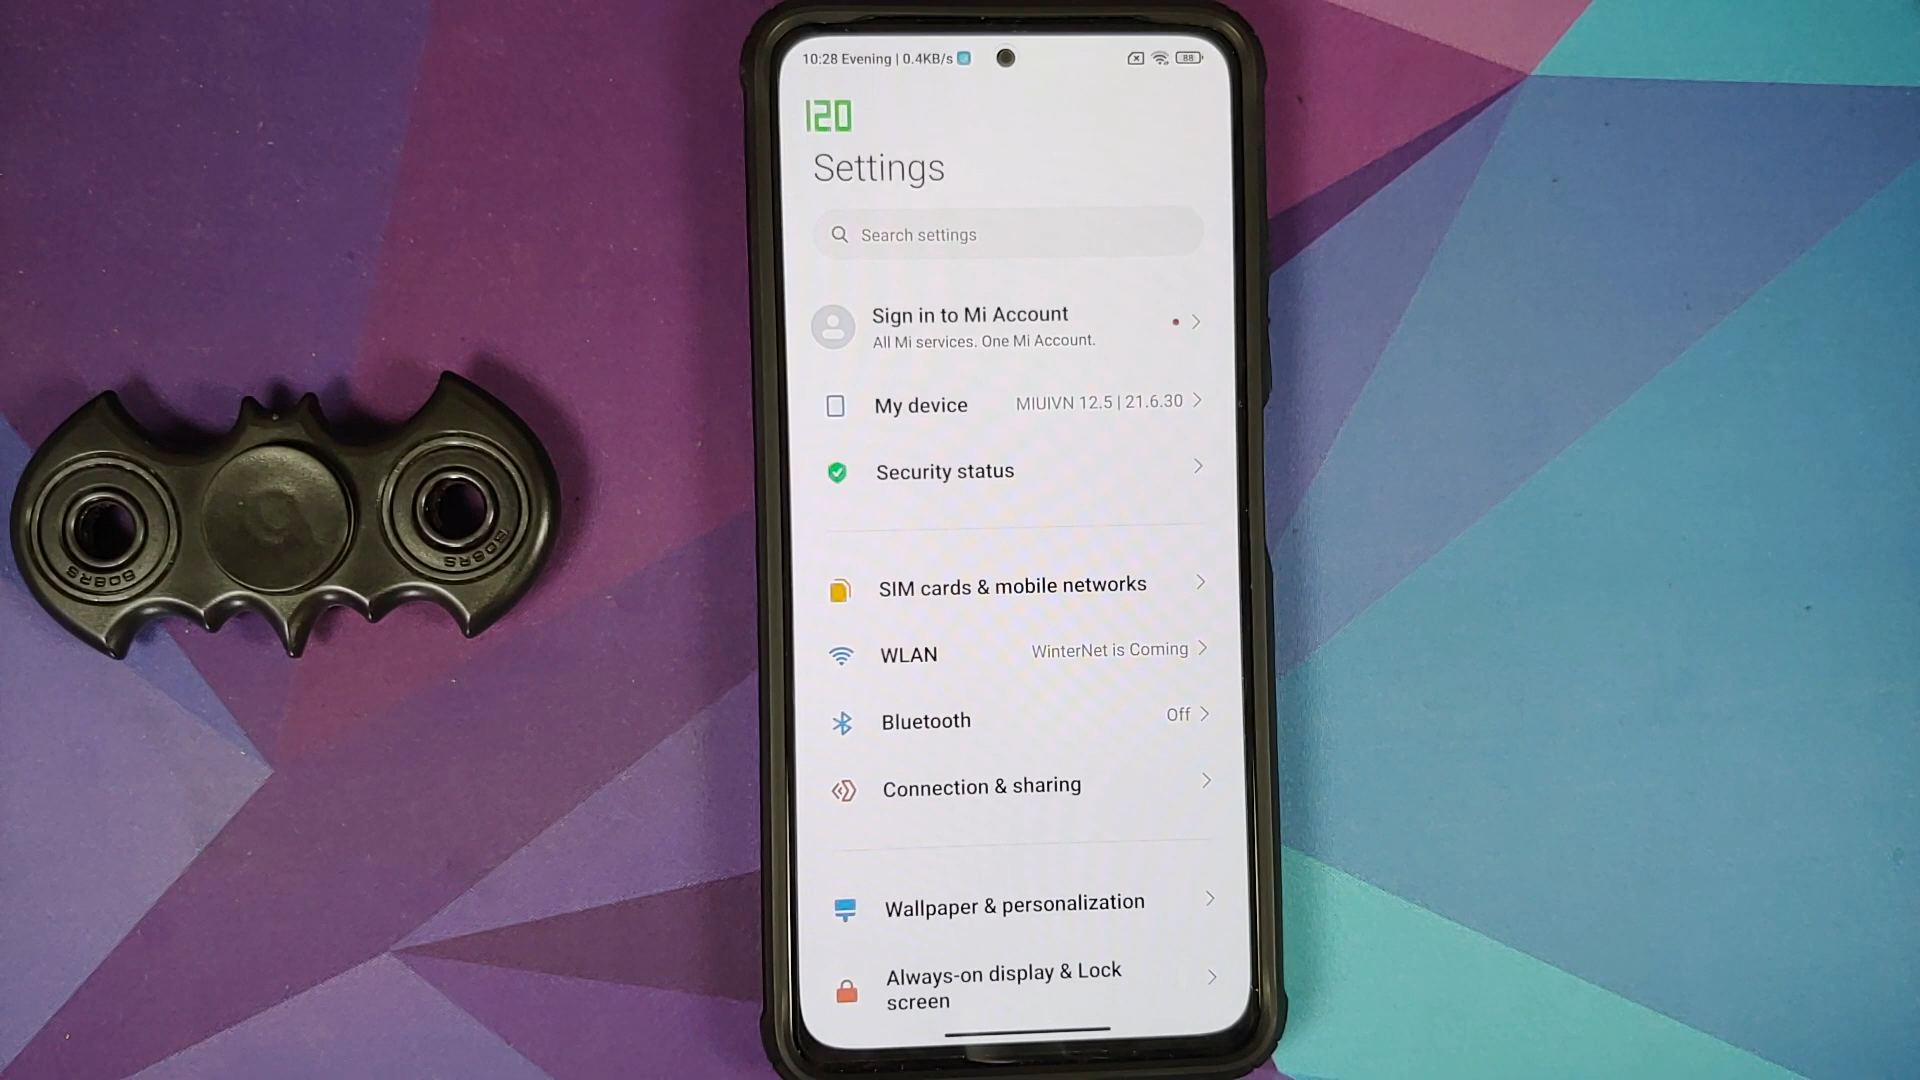 10:28 Evening | 0.4KB/s
88
120
Settings
Search settings
Sign in to Mi Account
All Mi services. One Mi Account.
My device
MIUIVN 12.5 | 21.6.30
Security status
SIM cards & mobile networks
WLAN
WinterNet is Coming
Bluetooth
Off
Connection & sharing
Wallpaper & personalization
Always-on display & Lock
screen
608RS
608RS